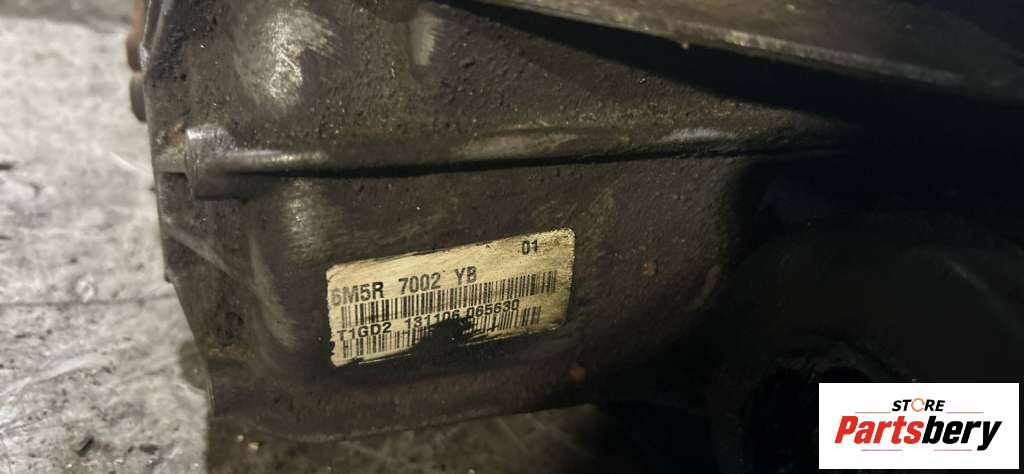 01
6M5R 7002 YB
T1GD2 131106 065630
STORE
Partsbery